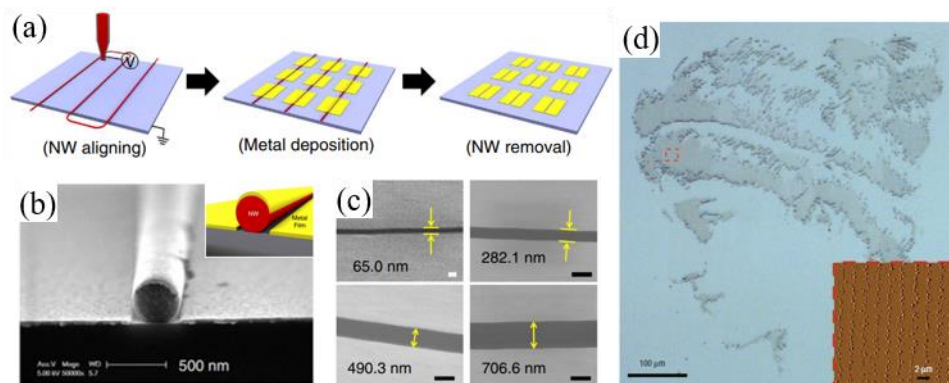 (a)
V
(NW aligning)
(Metal deposition)
(NW removal)
(b)
NW
Metal
Film
Acc.V Magn WD
5.00 kV 50000x 5.7
500 nm
(c)
65.0 nm
282.1 nm
490.3 nm
706.6 nm
(d)
100 μm
2 μm